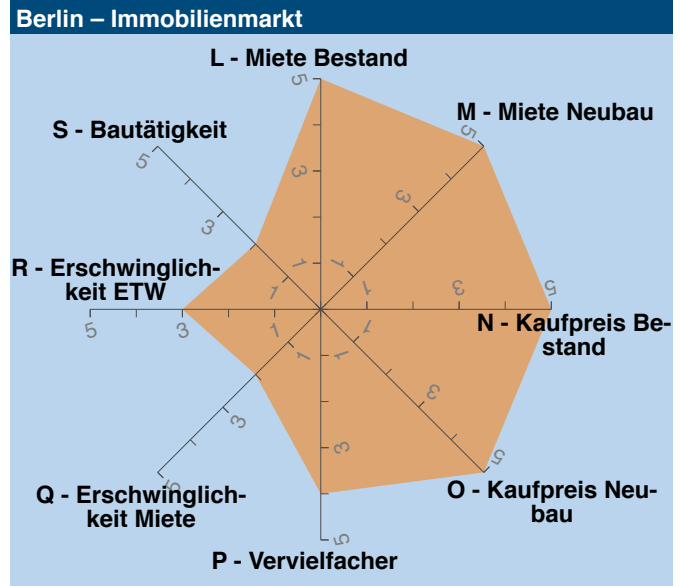 Berlin – Immobilienmarkt
L - Miete Bestand
5
M - Miete Neubau
5
S - Bautätigkeit
5
3
3
3
R - Erschwinglich-
keit ETW
1
1
1
5
3
1
1
3
5
N - Kaufpreis Be-
stand
1
1
1
3
3
3
5
5
O - Kaufpreis Neu-
bau
Q - Erschwinglich-
keit Miete
5
P - Vervielfacher